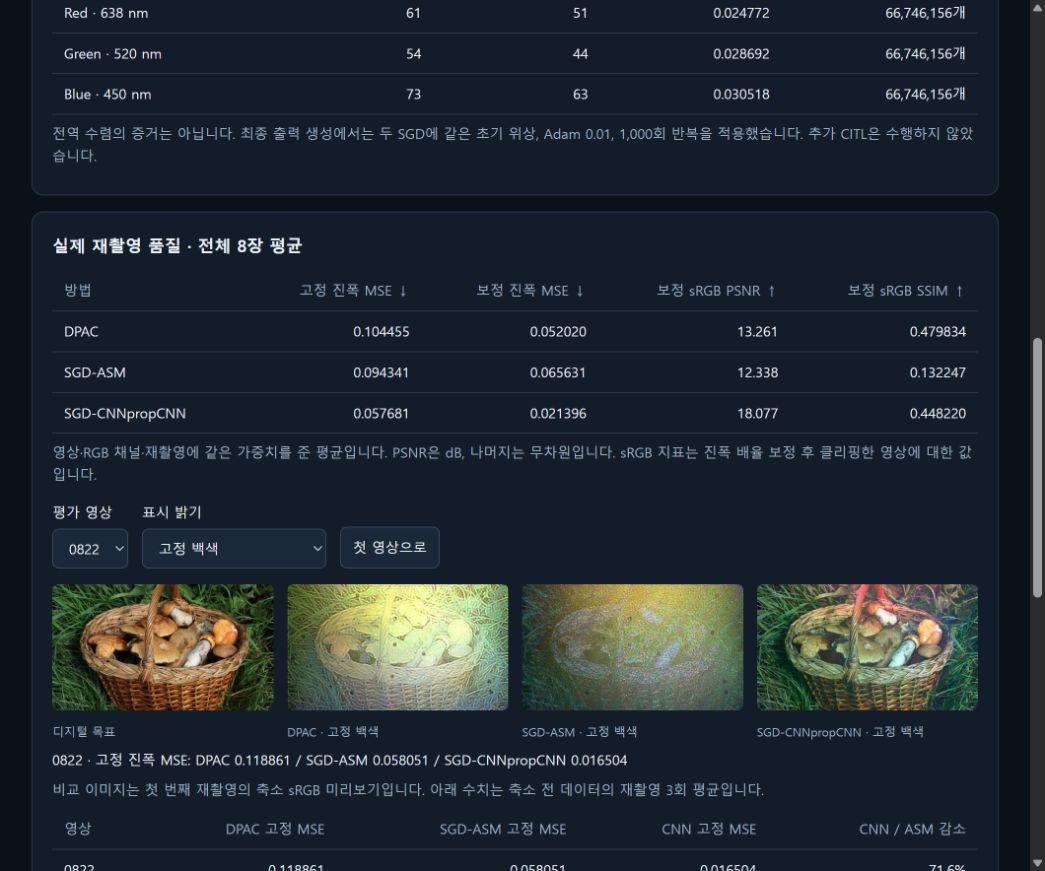 Red · 638 nm 61 51 0.024772 66,746,156개
Green · 520 nm 54 44 0.028692 66,746,156개
Blue · 450 nm 73 63 0.030518 66,746,156개
전역 수렴의 증거는 아닙니다. 최종 출력 생성에서는 두 SGD에 같은 초기 위상, Adam 0.01, 1,000회 반복을 적용했습니다. 추가 CITL은 수행하지 않았
습니다.
실제 재촬영 품질 · 전체 8장 평균
방법 고정 진폭 MSE ↓ 보정 진폭 MSE ↓ 보정 sRGB PSNR ↑ 보정 sRGB SSIM ↑
DPAC 0.104455 0.052020 13.261 0.479834
SGD-ASM 0.094341 0.065631 12.338 0.132247
SGD-CNNpropCNN 0.057681 0.021396 18.077 0.448220
영상·RGB 채널·재촬영에 같은 가중치를 준 평균입니다. PSNR은 dB, 나머지는 무차원입니다. sRGB 지표는 진폭 배율 보정 후 클리핑한 영상에 대한 값
입니다.
평가 영상 표시 밝기
0822 고정 백색 첫 영상으로
디지털 목표 DPAC · 고정 백색 SGD-ASM · 고정 백색 SGD-CNNpropCNN · 고정 백색
0822 · 고정 진폭 MSE: DPAC 0.118861 / SGD-ASM 0.058051 / SGD-CNNpropCNN 0.016504
비교 이미지는 첫 번째 재촬영의 축소 sRGB 미리보기입니다. 아래 수치는 축소 전 데이터의 재촬영 3회 평균입니다.
영상 DPAC 고정 MSE SGD-ASM 고정 MSE CNN 고정 MSE CNN / ASM 감소
0822 0.118861 0.058051 0.016504 71.6%